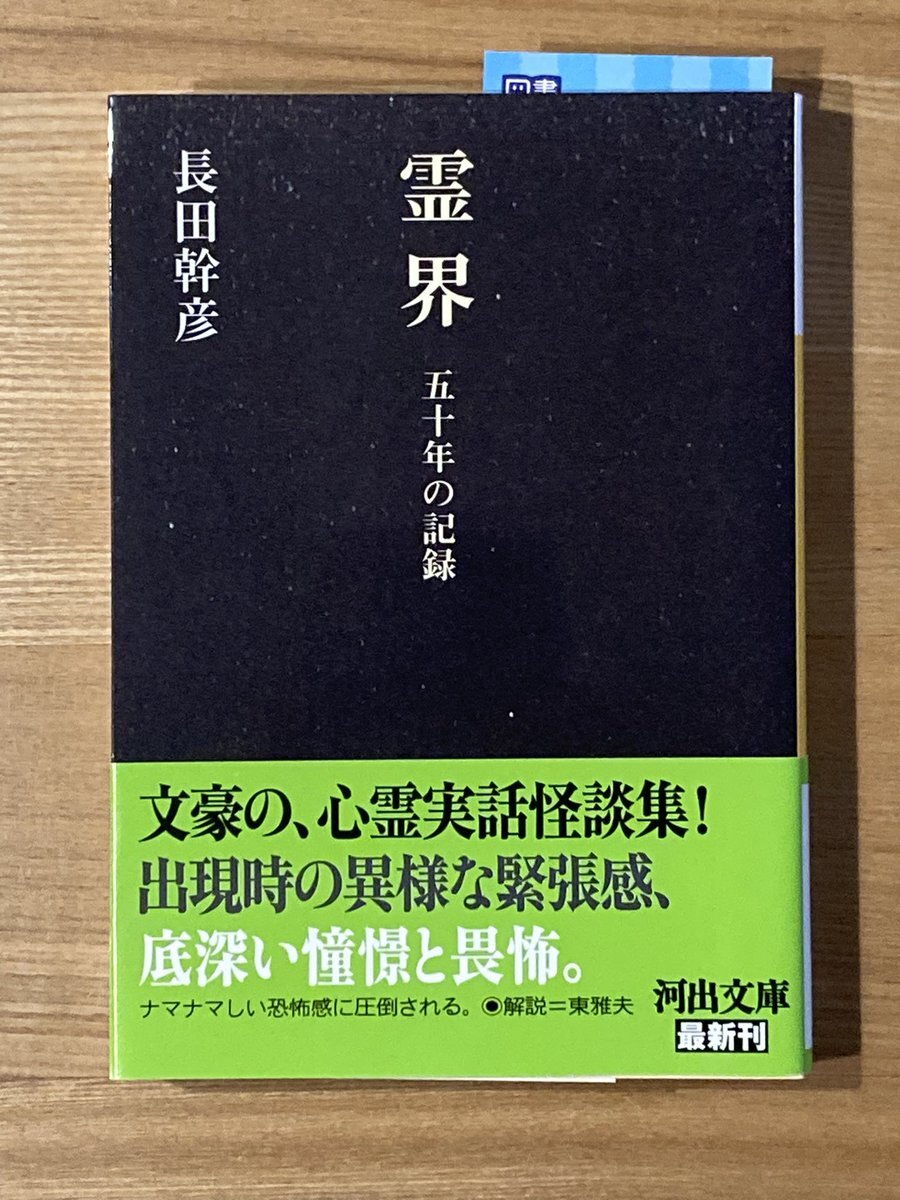 図書
霊界
五十年の記録
長田幹彦
文豪の、心霊実話怪談集!
出現時の異様な緊張感、
底深い憧憬と畏怖。
ナマナマしい恐怖感に圧倒される。◉解説=東雅夫
河出文庫
最新刊